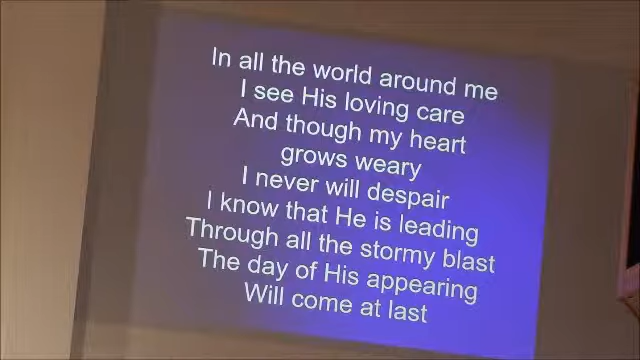 In all the world around me
I see His loving care
And though my heart
grows weary
I never will despair
I know that He is leading
Through all the stormy blast
The day of His appearing
Will come at last